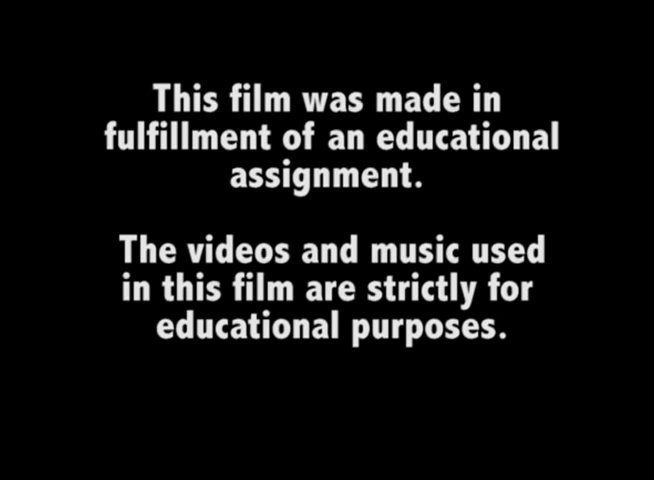 This film was made in
fulfillment of an educational
assignment.
The videos and music used
in this film are strictly for
educational purposes.